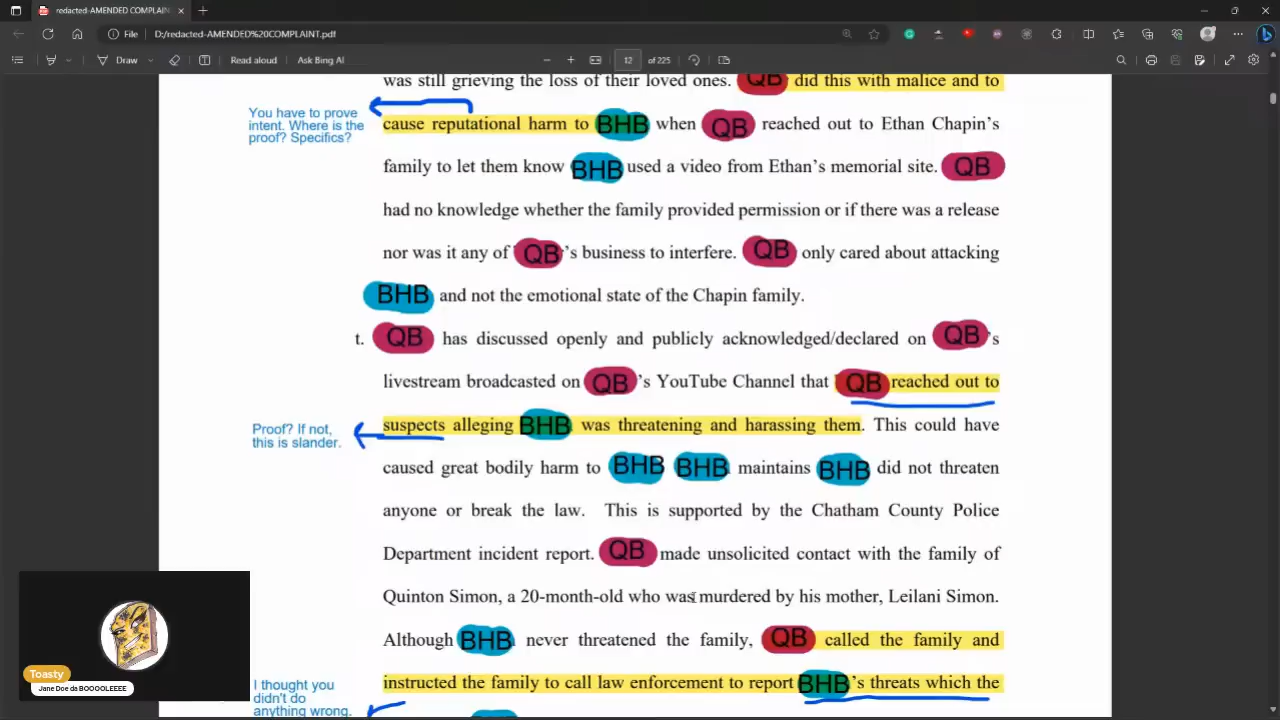 redacted-AMENDED COMPLAIN
File
D:/redacted-AMENDED%20COMPLAINT.pdf
Draw
Read aloud
Ask Bing AI
12
of 225
was still grieving the loss of their loved ones. QB did this with malice and to
You have to prove
intent. Where is the
proof? Specifics?
cause reputational harm to BHB when QB reached out to Ethan Chapin's
family to let them know BHB used a video from Ethan's memorial site. QB
had no knowledge whether the family provided permission or if there was a release
nor was it any of QB's business to interfere. QB only cared about attacking
BHB and not the emotional state of the Chapin family.
t. QB has discussed openly and publicly acknowledged/declared on QB's
livestream broadcasted on QB's YouTube Channel that QB reached out to
Proof? If not,
this is slander.
suspects alleging BHB was threatening and harassing them. This could have
caused great bodily harm to BHB BHB maintains BHB did not threaten
anyone or break the law. This is supported by the Chatham County Police
Department incident report. QB made unsolicited contact with the family of
Quinton Simon, a 20-month-old who was murdered by his mother, Leilani Simon.
Although BHB never threatened the family, QB called the family and
I thought you
didn't do
anything wrong.
instructed the family to call law enforcement to report BHB's threats which the
Toasty
Jane Doe da BOOOOLEEEE